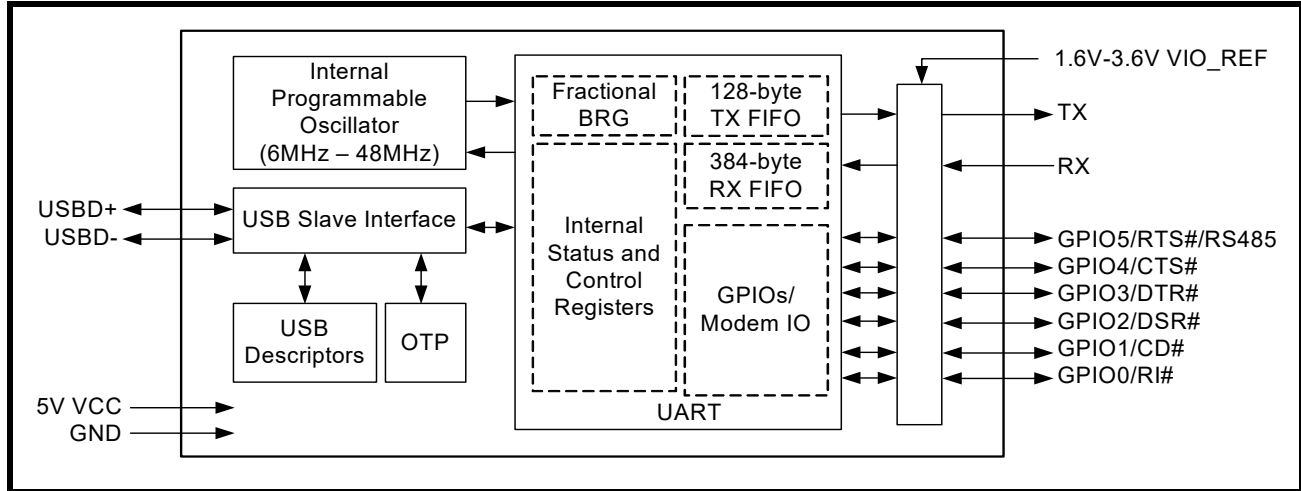 Internal
Programmable
Oscillator
(6MHz – 48MHz)
USB Slave Interface
USB
Descriptors
OTP
USBD+
USBD-
5V VCC
GND
Fractional
BRG
128-byte
TX FIFO
384-byte
RX FIFO
Internal
Status and
Control
Registers
GPIOs/
Modem IO
UART
1.6V-3.6V VIO_REF
TX
RX
GPIO5/RTS#/RS485
GPIO4/CTS#
GPIO3/DTR#
GPIO2/DSR#
GPIO1/CD#
GPIO0/RI#